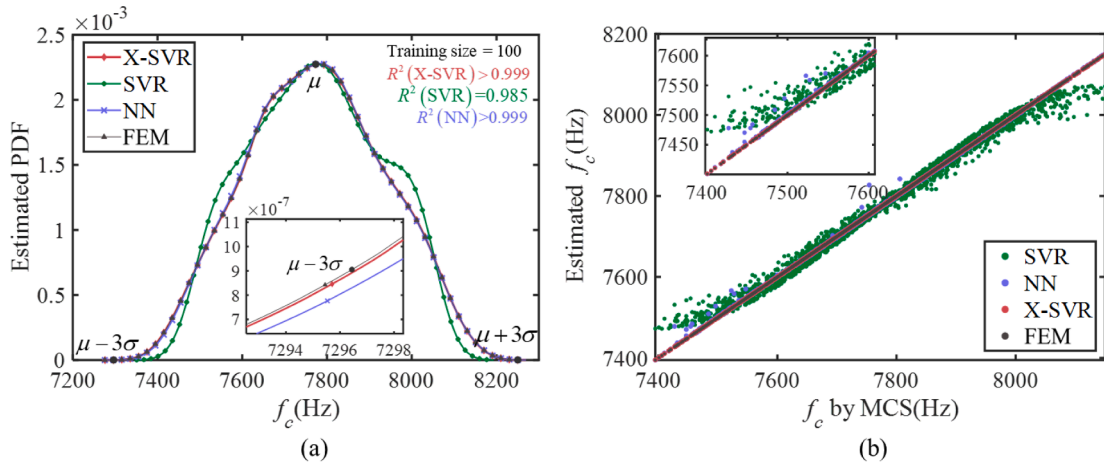 ×10⁻³
2.5
2
1.5
1
0.5
0
Estimated PDF
X-SVR
SVR
NN
FEM
Training size = 100
R²(X-SVR)>0.999
R²(SVR)=0.985
R²(NN)>0.999
μ
×10⁻⁷
11
10
9
8
7
μ−3σ
7294 7296 7298
μ−3σ
μ+3σ
7200 7400 7600 7800 8000 8200
f_c(Hz)
(a)
8200
8000
7800
7600
7400
Estimated f_c(Hz)
7600
7550
7500
7450
7400 7500 7600
SVR
NN
X-SVR
FEM
7400 7600 7800 8000
f_c by MCS(Hz)
(b)